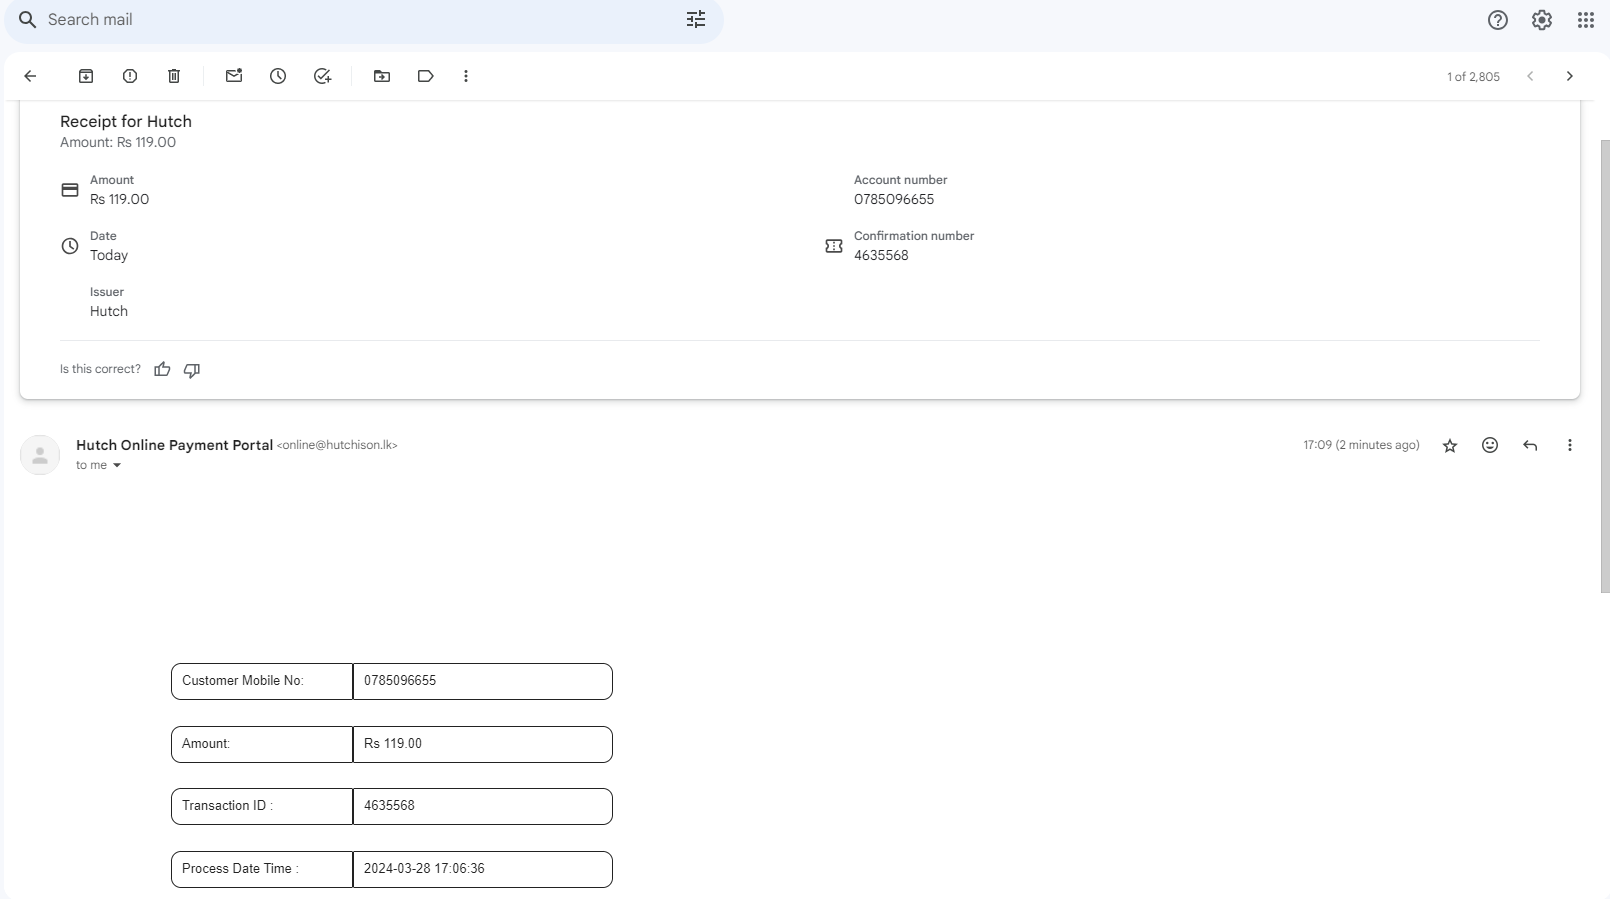 Search mail
1 of 2,805
Receipt for Hutch
Amount: Rs 119.00
Amount
Rs 119.00
Account number
0785096655
Date
Today
Confirmation number
4635568
Issuer
Hutch
Is this correct?
Hutch Online Payment Portal <online@hutchison.lk>
17:09 (2 minutes ago)
to me
Customer Mobile No: 0785096655
Amount: Rs 119.00
Transaction ID : 4635568
Process Date Time : 2024-03-28 17:06:36